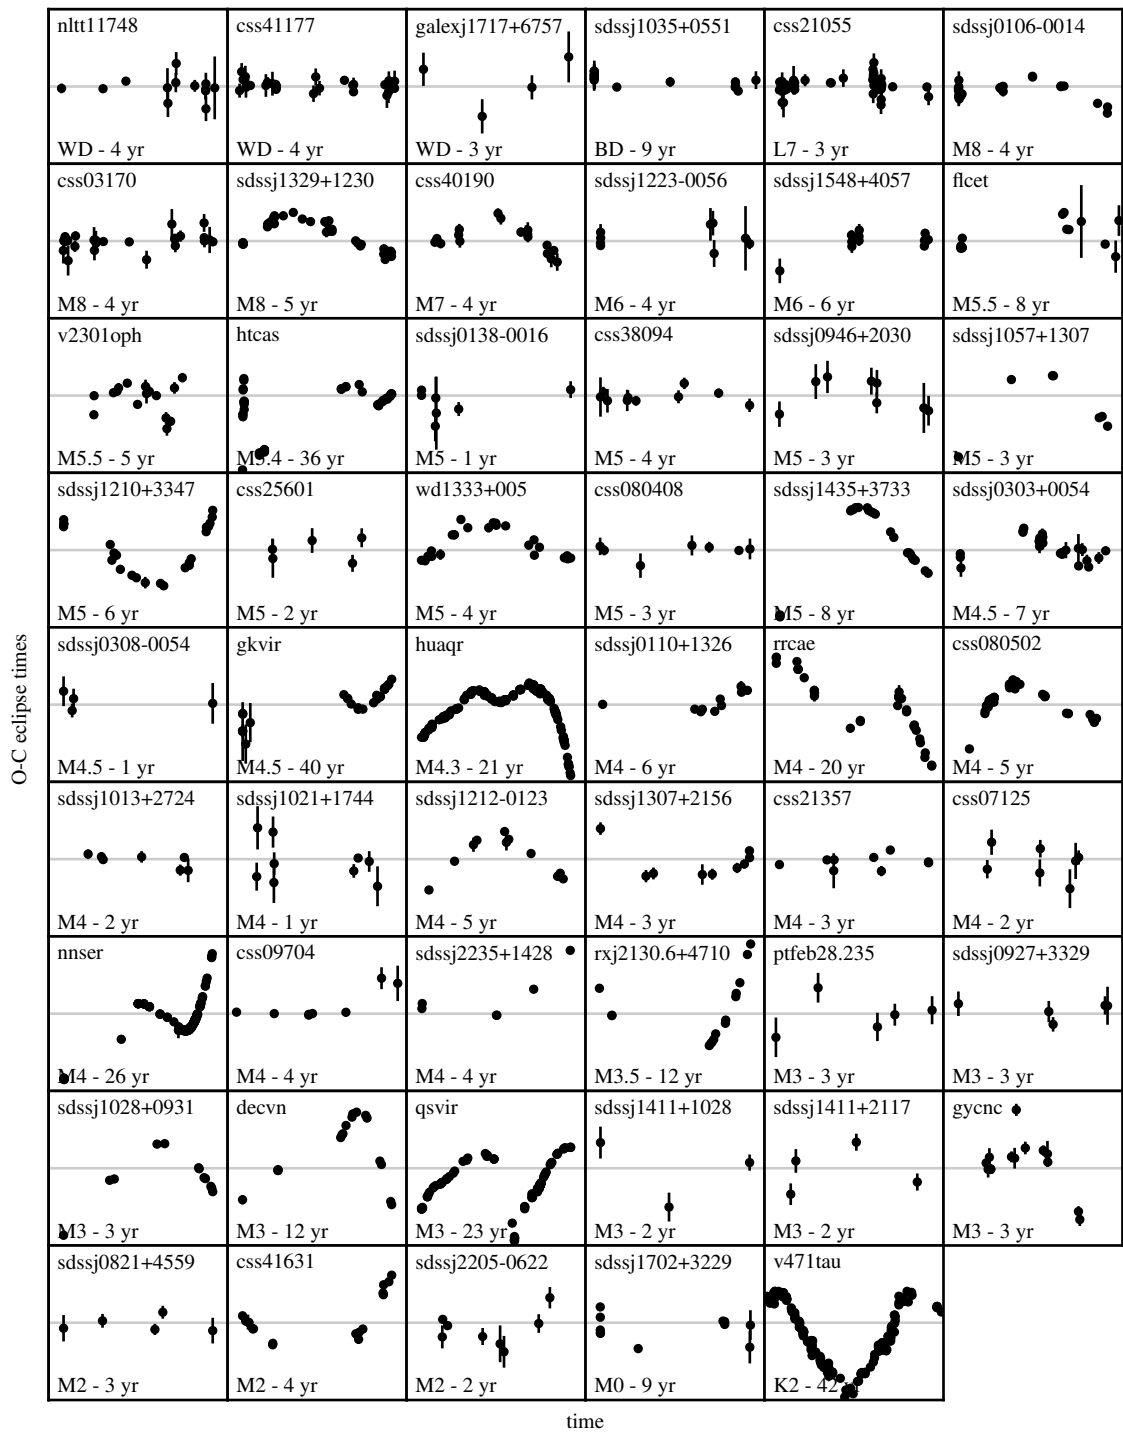 nltt11748
css41177
galexj1717+6757
sdssj1035+0551
css21055
sdssj0106-0014
WD - 4 yr
WD - 4 yr
WD - 3 yr
BD - 9 yr
L7 - 3 yr
M8 - 4 yr
css03170
sdssj1329+1230
css40190
sdssj1223-0056
sdssj1548+4057
flcet
M8 - 4 yr
M8 - 5 yr
M7 - 4 yr
M6 - 4 yr
M6 - 6 yr
M5.5 - 8 yr
v2301oph
htcas
sdssj0138-0016
css38094
sdssj0946+2030
sdssj1057+1307
M5.5 - 5 yr
M5.4 - 36 yr
M5 - 1 yr
M5 - 4 yr
M5 - 3 yr
M5 - 3 yr
sdssj1210+3347
css25601
wd1333+005
css080408
sdssj1435+3733
sdssj0303+0054
M5 - 6 yr
M5 - 2 yr
M5 - 4 yr
M5 - 3 yr
M5 - 8 yr
M4.5 - 7 yr
sdssj0308-0054
gkvir
huaqr
sdssj0110+1326
rrcae
css080502
M4.5 - 1 yr
M4.5 - 40 yr
M4.3 - 21 yr
M4 - 6 yr
M4 - 20 yr
M4 - 5 yr
sdssj1013+2724
sdssj1021+1744
sdssj1212-0123
sdssj1307+2156
css21357
css07125
M4 - 2 yr
M4 - 1 yr
M4 - 5 yr
M4 - 3 yr
M4 - 3 yr
M4 - 2 yr
nnser
css09704
sdssj2235+1428
rxj2130.6+4710
ptfeb28.235
sdssj0927+3329
M4 - 26 yr
M4 - 4 yr
M4 - 4 yr
M3.5 - 12 yr
M3 - 3 yr
M3 - 3 yr
sdssj1028+0931
decvn
qsvir
sdssj1411+1028
sdssj1411+2117
gycnc
M3 - 3 yr
M3 - 12 yr
M3 - 23 yr
M3 - 2 yr
M3 - 2 yr
M3 - 3 yr
sdssj0821+4559
css41631
sdssj2205-0622
sdssj1702+3229
v471tau
M2 - 3 yr
M2 - 4 yr
M2 - 2 yr
M0 - 9 yr
K2 - 42 yr
O-C eclipse times
time